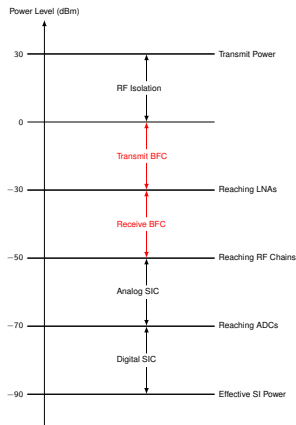 Power Level (dBm)
30 Transmit Power
RF Isolation
0
Transmit BFC
−30 Reaching LNAs
Receive BFC
−50 Reaching RF Chains
Analog SIC
−70 Reaching ADCs
Digital SIC
−90 Effective SI Power